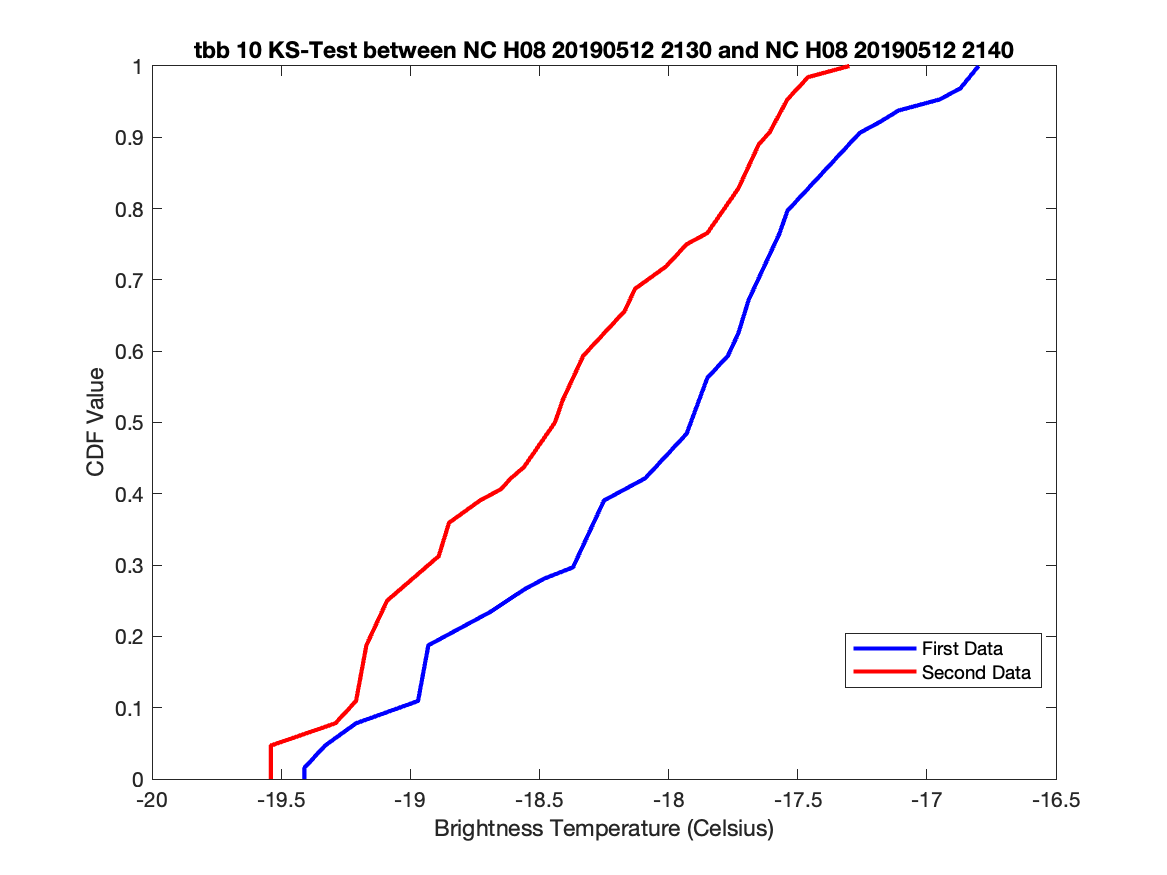 tbb 10 KS-Test between NC H08 20190512 2130 and NC H08 20190512 2140
1
0.9
0.8
0.7
0.6
0.5
0.4
0.3
0.2
0.1
0
CDF Value
First Data
Second Data
-20 -19.5 -19 -18.5 -18 -17.5 -17 -16.5
Brightness Temperature (Celsius)